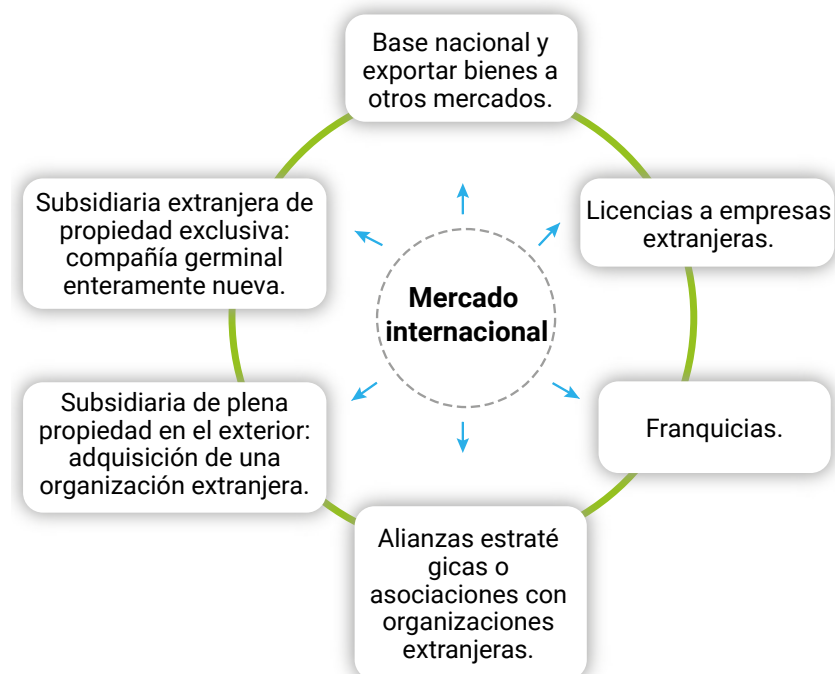 Base nacional y
exportar bienes a
otros mercados.
Subsidiaria extranjera de
propiedad exclusiva:
compañía germinal
enteramente nueva.
Licencias a empresas
extranjeras.
Mercado
internacional
Subsidiaria de plena
propiedad en el exterior:
adquisición de una
organización extranjera.
Franquicias.
Alianzas estraté
gicas o
asociaciones con
organizaciones
extranjeras.